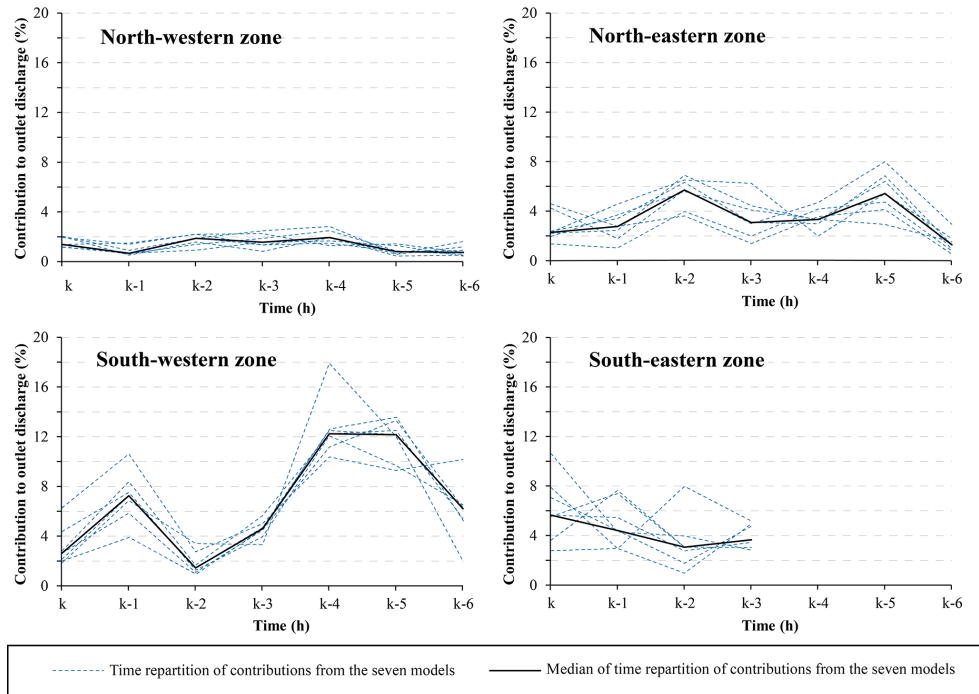 North-western zone
Contribution to outlet discharge (%)
20
16
12
8
4
0
k k-1 k-2 k-3 k-4 k-5 k-6
Time (h)
North-eastern zone
Contribution to outlet discharge (%)
20
16
12
8
4
0
k k-1 k-2 k-3 k-4 k-5 k-6
Time (h)
South-western zone
Contribution to outlet discharge (%)
20
16
12
8
4
0
k k-1 k-2 k-3 k-4 k-5 k-6
Time (h)
South-eastern zone
Contribution to outlet discharge (%)
20
16
12
8
4
0
k k-1 k-2 k-3 k-4 k-5 k-6
Time (h)
Time repartition of contributions from the seven models
Median of time repartition of contributions from the seven models